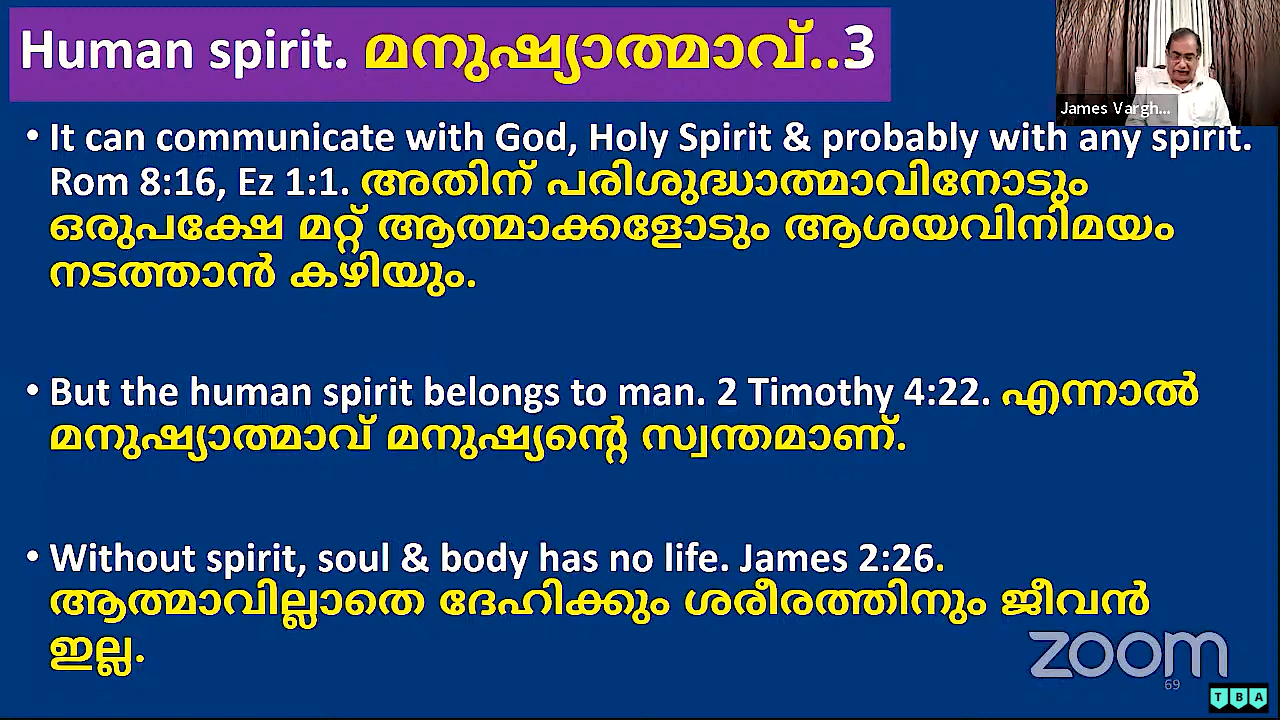 Human spirit. മനുഷ്യാത്മാവ്..3
James Vargh...
• It can communicate with God, Holy Spirit & probably with any spirit.
Rom 8:16, Ez 1:1. അതിന് പരിശുദ്ധാത്മാവിനോടും
ഒരുപക്ഷേ മറ്റ് ആത്മാക്കളോടും ആശയവിനിമയം
നടത്താൻ കഴിയും.
• But the human spirit belongs to man. 2 Timothy 4:22. എന്നാൽ
മനുഷ്യാത്മാവ് മനുഷ്യന്റെ സ്വന്തമാണ്.
• Without spirit, soul & body has no life. James 2:26.
ആത്മാവില്ലാതെ ദേഹിക്കും ശരീരത്തിനും ജീവൻ
ഇല്ല.
zoom
69
TBA